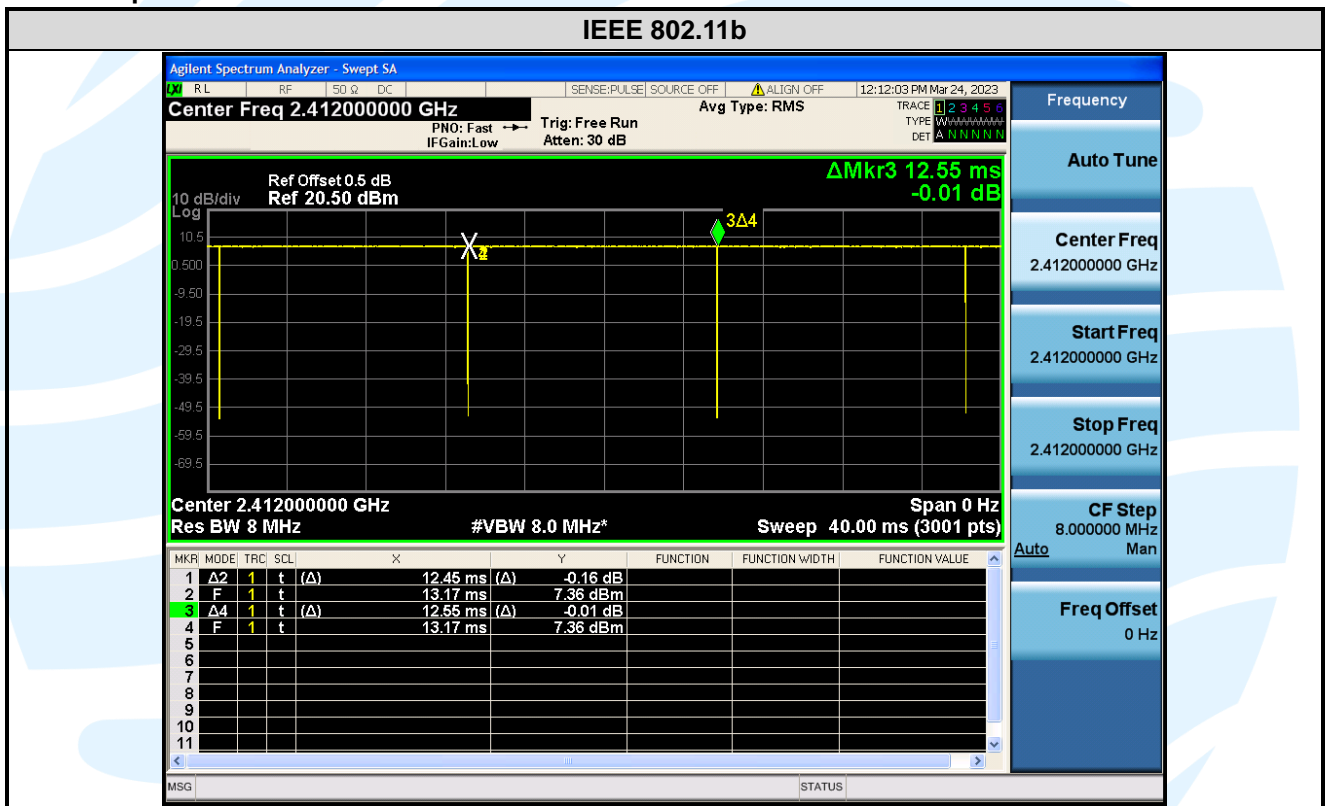 IEEE 802.11b
Agilent Spectrum Analyzer - Swept SA
LXI RL RF 50 Ω DC SENSE:PULSE SOURCE OFF ⚠ALIGN OFF 12:12:03 PM Mar 24, 2023
Center Freq 2.412000000 GHz Avg Type: RMS TRACE 1 2 3 4 5 6
PNO: Fast Trig: Free Run TYPE
IFGain:Low Atten: 30 dB DET A N N N N N
ΔMkr3 12.55 ms
-0.01 dB
Ref Offset 0.5 dB
10 dB/div Ref 20.50 dBm
Log
3Δ4
10.5
X
0.500
-9.50
-19.5
-29.5
-39.5
-49.5
-59.5
-69.5
Center 2.412000000 GHz Span 0 Hz
Res BW 8 MHz #VBW 8.0 MHz* Sweep 40.00 ms (3001 pts)
MKR MODE TRC SCL X Y FUNCTION FUNCTION WIDTH FUNCTION VALUE
1 Δ2 1 t (Δ) 12.45 ms (Δ) -0.16 dB
2 F 1 t 13.17 ms 7.36 dBm
3 Δ4 1 t (Δ) 12.55 ms (Δ) -0.01 dB
4 F 1 t 13.17 ms 7.36 dBm
5
6
7
8
9
10
11
MSG STATUS
Frequency
Auto Tune
Center Freq
2.412000000 GHz
Start Freq
2.412000000 GHz
Stop Freq
2.412000000 GHz
CF Step
8.000000 MHz
Auto Man
Freq Offset
0 Hz